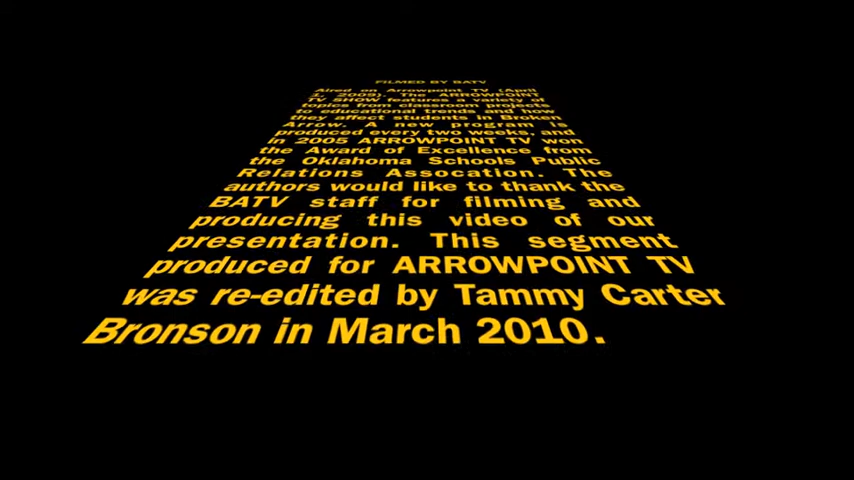 FILMED BY BATV
Aired on Arrowpoint TV (April
1, 2009). The ARROWPOINT
TV SHOW features a variety of
topics from classroom projects
to educational trends and how
they affect students in Broken
Arrow. A new program is
produced every two weeks, and
in 2005 ARROWPOINT TV won
the Award of Excellence from
the Oklahoma Schools Public
Relations Assocation. The
authors would like to thank the
BATV staff for filming and
producing this video of our
presentation. This segment
produced for ARROWPOINT TV
was re-edited by Tammy Carter
Bronson in March 2010.